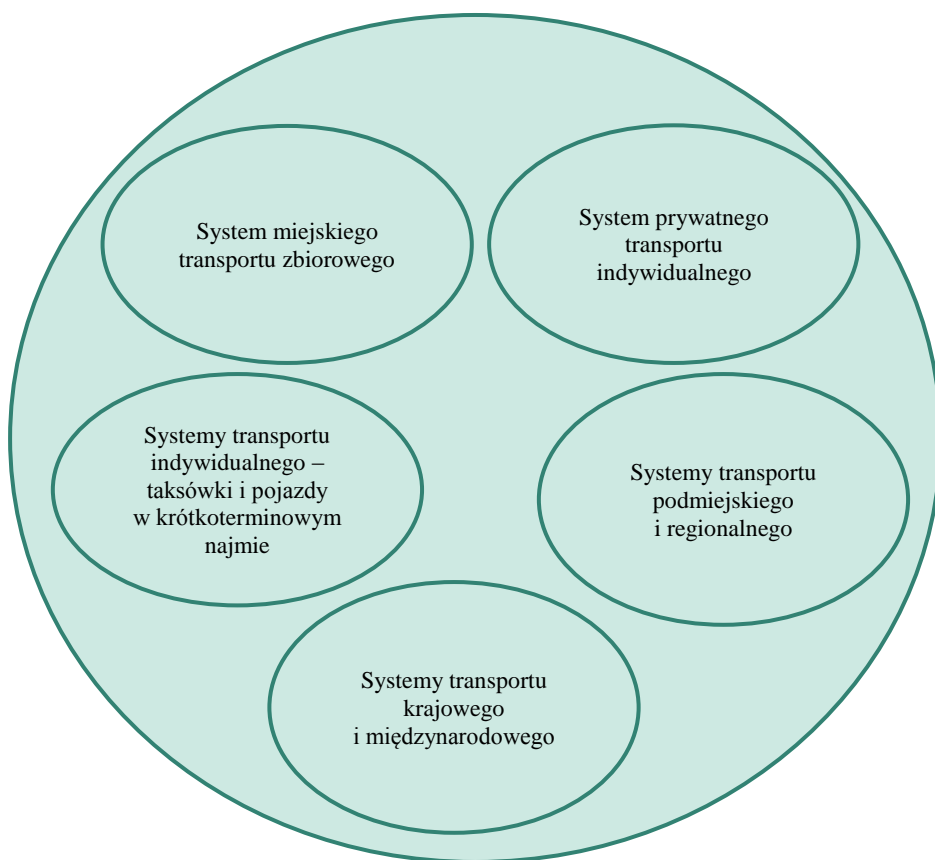 System miejskiego
transportu zbiorowego
System prywatnego
transportu
indywidualnego
Systemy transportu
indywidualnego –
taksówki i pojazdy
w krótkoterminowym
najmie
Systemy transportu
podmiejskiego
i regionalnego
Systemy transportu
krajowego
i międzynarodowego